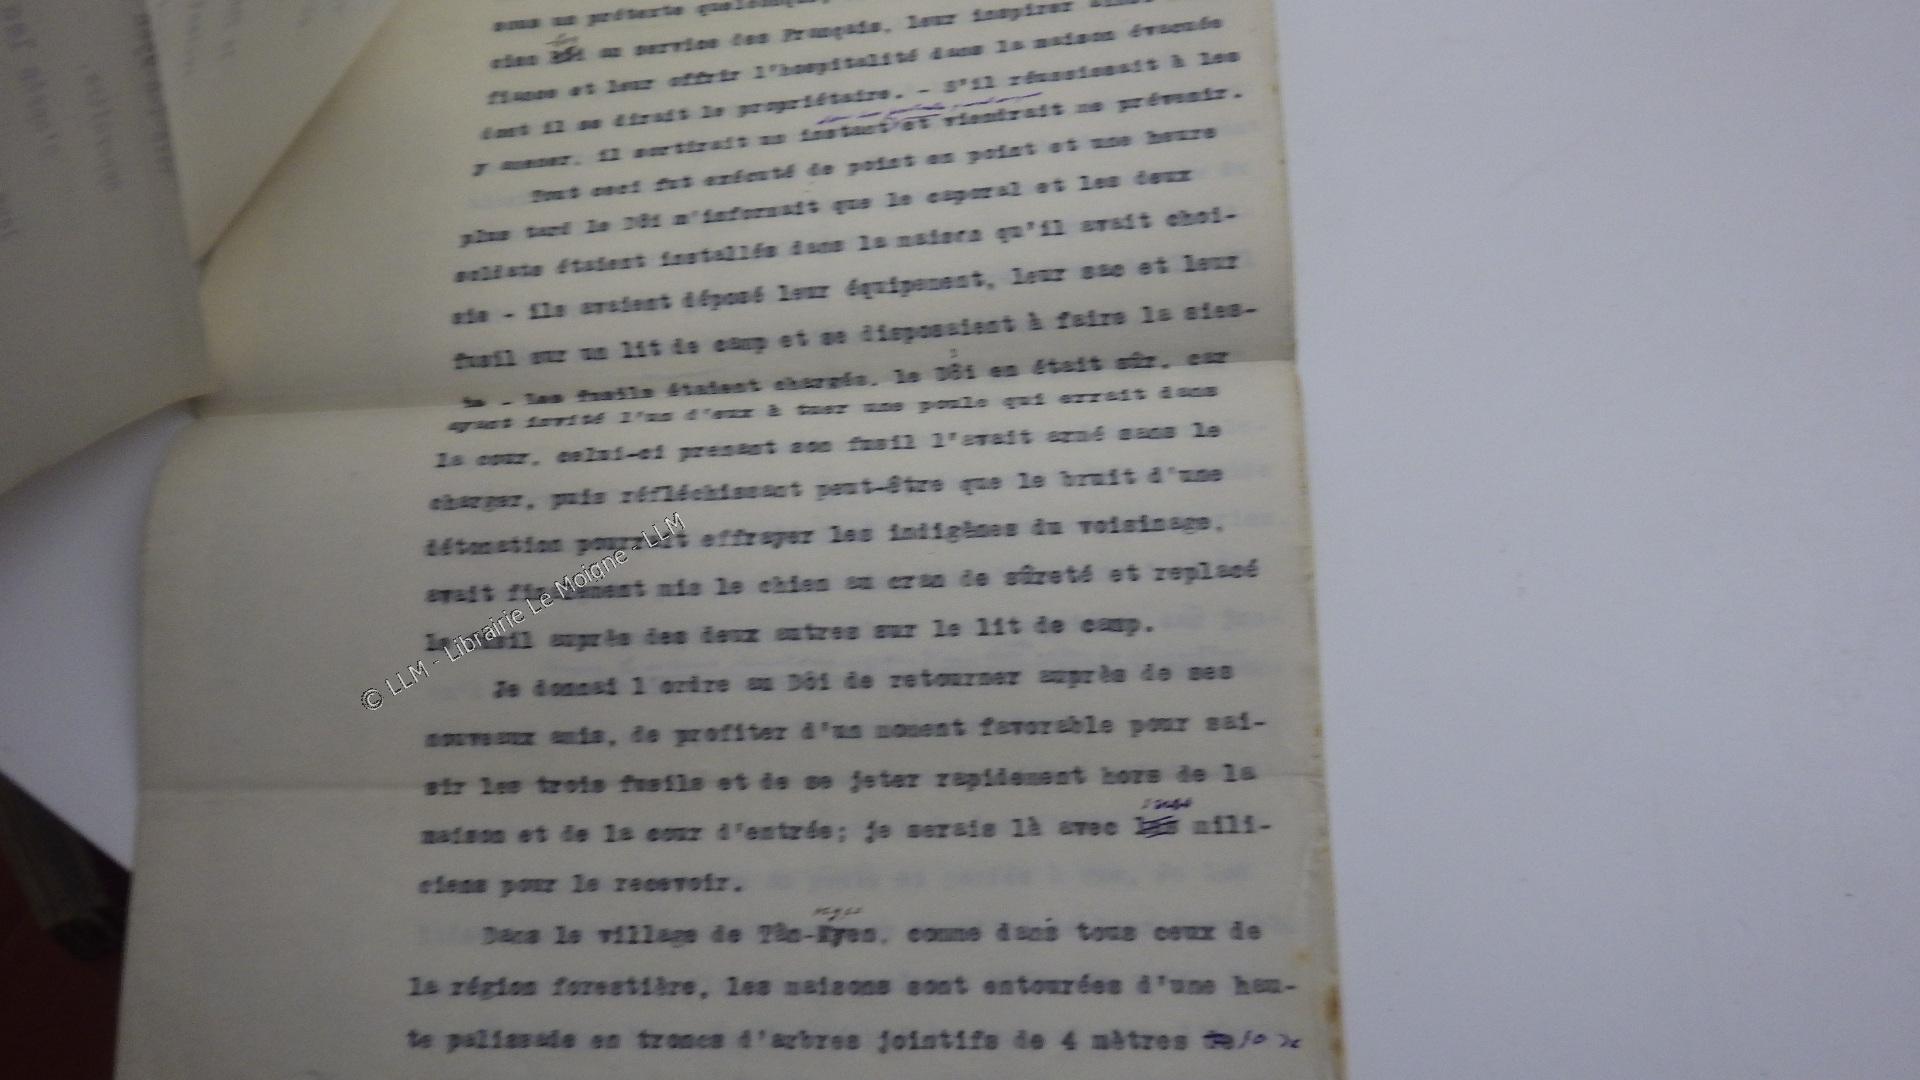 sous un prétexte quelconque,
cien Dôi au service des Français, leur inspirer ainsi
fiance et leur offrir l'hospitalité dans la maison évacuée
dont il se dirait le propriétaire. - S'il réussissait à les
y amener, il sortirait un instant et viendrait me prévenir.
Tout ceci fut exécuté de point en point et une heure
plus tard le Dôi m'informait que le caporal et les deux
soldats étaient installés dans la maison qu'il avait choi-
sie - ils avaient déposé leur équipement, leur sac et leur
fusil sur un lit de camp et se disposaient à faire la sies-
te - les fusils étaient chargés, le Dôi en était sûr, car
ayant invité l'un d'eux à tuer une poule qui errait dans
la cour, celui-ci prenant son fusil l'avait armé sans le
charger, puis réfléchissant peut-être que le bruit d'une
détonation pourrait effrayer les indigènes du voisinage,
avait finalement mis le chien au cran de sûreté et replacé
le fusil auprès des deux autres sur le lit de camp.
Je donnai l'ordre au Dôi de retourner auprès de ses
nouveaux amis, de profiter d'un moment favorable pour sai-
sir les trois fusils et de se jeter rapidement hors de la
maison et de la cour d'entrée; je serais là avec mili-
ciens pour le recevoir.
Dans le village de comme dans tous ceux de
la région forestière, les maisons sont entourées d'une hau-
te palissade en troncs d'arbres jointifs de 4 mètres
© LLM - Librairie Le Moigne - LLM